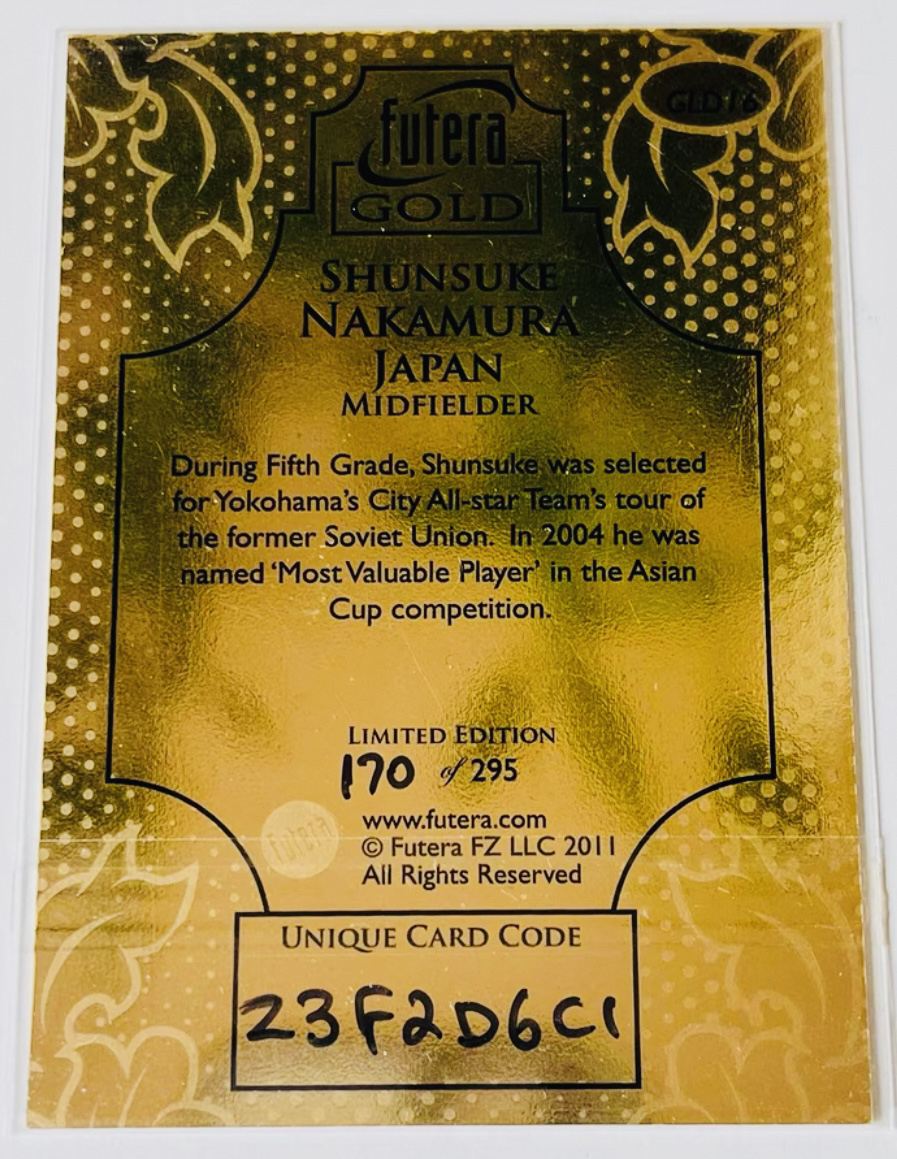 futera
GOLD
GLD16
SHUNSUKE
NAKAMURA
JAPAN
MIDFIELDER
During Fifth Grade, Shunsuke was selected
for Yokohama's City All-star Team's tour of
the former Soviet Union. In 2004 he was
named 'Most Valuable Player' in the Asian
Cup competition.
LIMITED EDITION
170 of 295
www.futera.com
© Futera FZ LLC 2011
All Rights Reserved
UNIQUE CARD CODE
23F2D6C1